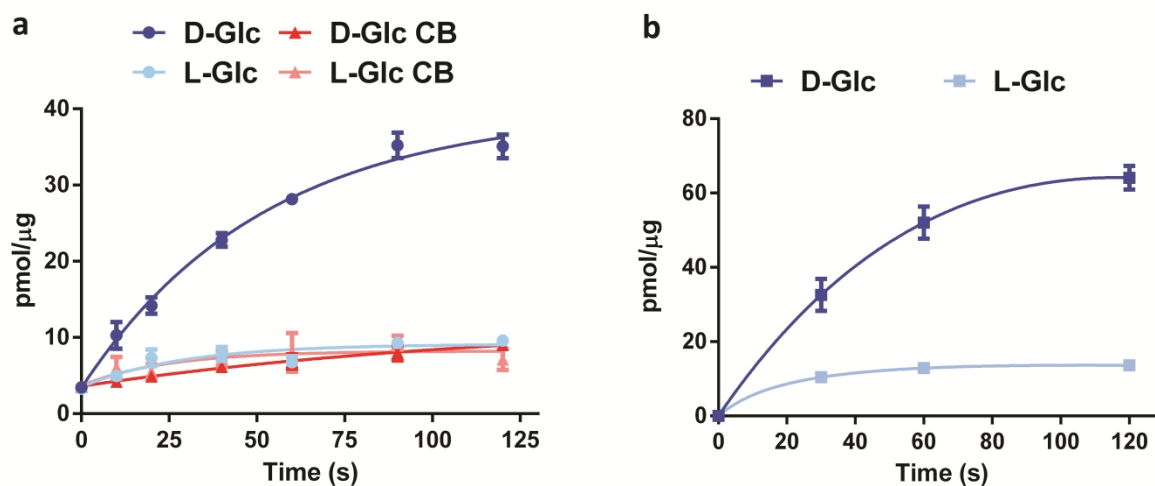 a
D-Glc D-Glc CB
L-Glc L-Glc CB
40
30
20
10
0
pmol/µg
0 25 50 75 100 125
Time (s)
b
D-Glc L-Glc
80
60
40
20
0
pmol/µg
0 20 40 60 80 100 120
Time (s)